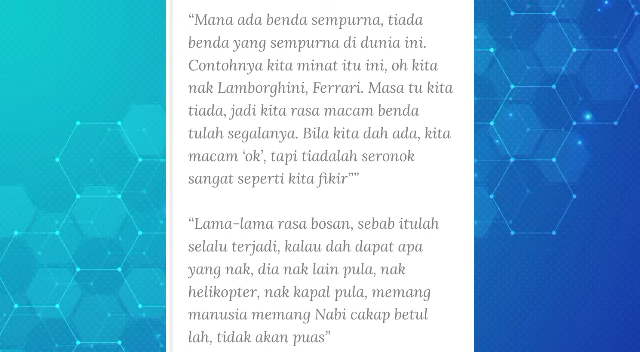 “Mana ada benda sempurna, tiada
benda yang sempurna di dunia ini.
Contohnya kita minat itu ini, oh kita
nak Lamborghini, Ferrari. Masa tu kita
tiada, jadi kita rasa macam benda
tulah segalanya. Bila kita dah ada, kita
macam ‘ok’, tapi tiadalah seronok
sangat seperti kita fikir””
“Lama-lama rasa bosan, sebab itulah
selalu terjadi, kalau dah dapat apa
yang nak, dia nak lain pula, nak
helikopter, nak kapal pula, memang
manusia memang Nabi cakap betul
lah, tidak akan puas”